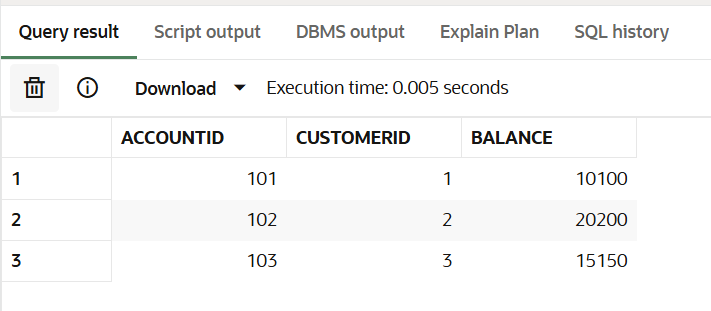 Query result Script output DBMS output Explain Plan SQL history
Download Execution time: 0.005 seconds
ACCOUNTID CUSTOMERID BALANCE
1 101 1 10100
2 102 2 20200
3 103 3 15150